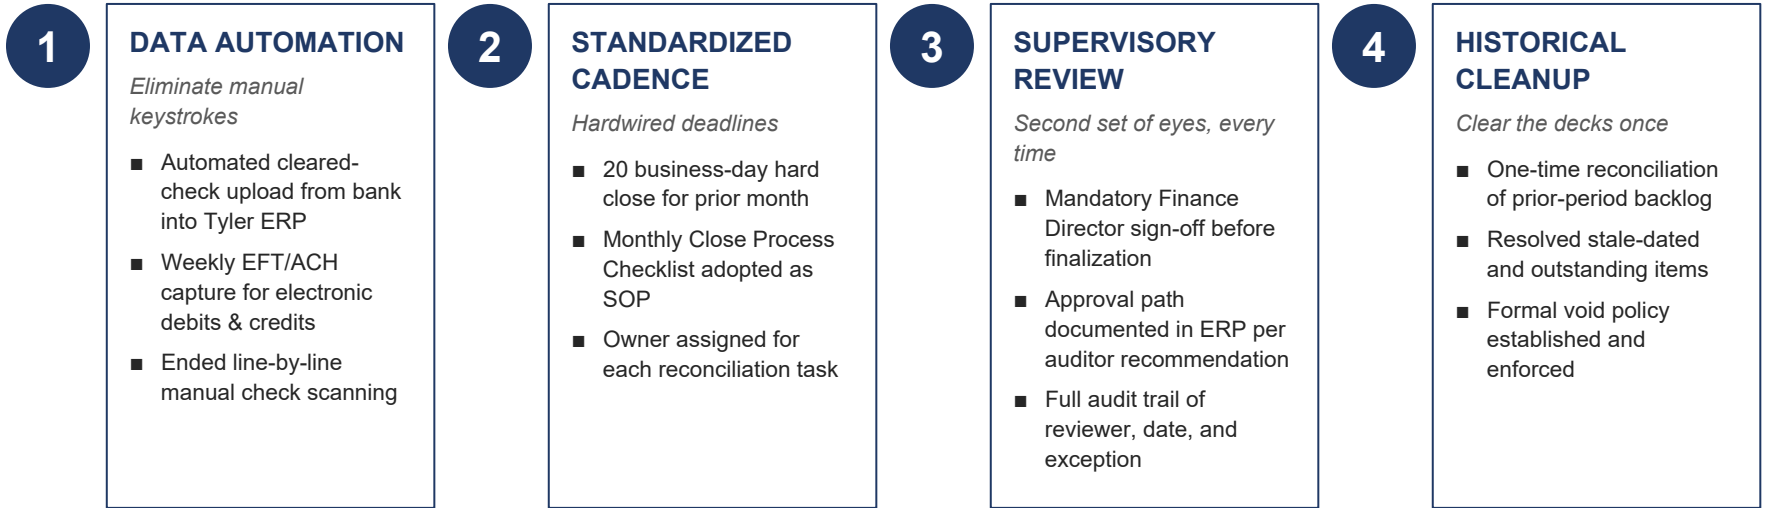 1
DATA AUTOMATION
Eliminate manual
keystrokes
■ Automated cleared-
check upload from bank
into Tyler ERP
■ Weekly EFT/ACH
capture for electronic
debits & credits
■ Ended line-by-line
manual check scanning
2
STANDARDIZED
CADENCE
Hardwired deadlines
■ 20 business-day hard
close for prior month
■ Monthly Close Process
Checklist adopted as
SOP
■ Owner assigned for
each reconciliation task
3
SUPERVISORY
REVIEW
Second set of eyes, every
time
■ Mandatory Finance
Director sign-off before
finalization
■ Approval path
documented in ERP per
auditor recommendation
■ Full audit trail of
reviewer, date, and
exception
4
HISTORICAL
CLEANUP
Clear the decks once
■ One-time reconciliation
of prior-period backlog
■ Resolved stale-dated
and outstanding items
■ Formal void policy
established and
enforced